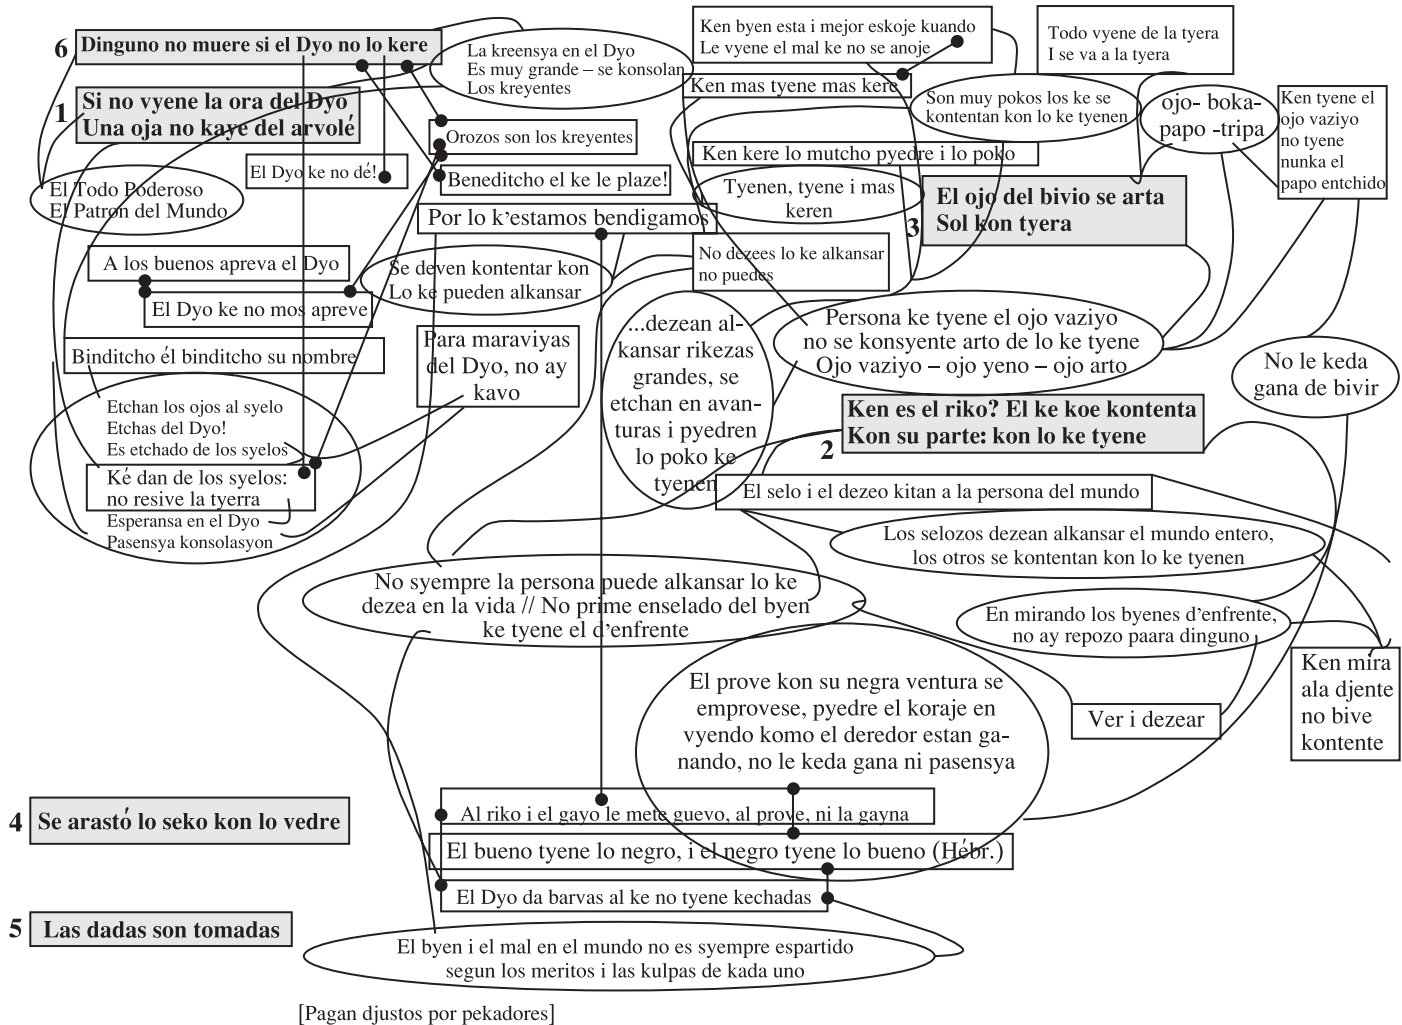 6 Dinguno no muere si el Dyo no lo kere
La kreensya en el Dyo
Es muy grande – se konsolan
Los kreyentes
Ken byen esta i mejor eskoje kuando
Le vyene el mal ke no se anoje
Todo vyene de la tyera
I se va a la tyera
1 Si no vyene la ora del Dyo
Una oja no kaye del arvolé
Ken mas tyene mas kere
Son muy pokos los ke se
kontentan kon lo ke tyenen
ojo- boka-
papo -tripa
Ken tyene el
ojo vaziyo
no tyene
nunka el
papo entchido
Orozos son los kreyentes
Ken kere lo mutcho pyedre i lo poko
El Dyo ke no dé!
Beneditcho el ke le plaze!
El Todo Poderoso
El Patron del Mundo
Tyenen, tyene i mas
keren
3 El ojo del bivio se arta
Sol kon tyera
Por lo k'estamos bendigamos
A los buenos apreva el Dyo
Se deven kontentar kon
Lo ke pueden alkansar
No dezees lo ke alkansar
no puedes
El Dyo ke no mos apreve
...dezean al-
kansar rikezas
grandes, se
etchan en avan-
turas i pyedren
lo poko ke
tyenen
Persona ke tyene el ojo vaziyo
no se konsyente arto de lo ke tyene
Ojo vaziyo – ojo yeno – ojo arto
Binditcho él binditcho su nombre
Para maraviyas
del Dyo, no ay
kavo
No le keda
gana de bivir
Etchan los ojos al syelo
Etchas del Dyo!
Es etchado de los syelos
Ké dan de los syelos:
no resive la tyerra
Esperansa en el Dyo
Pasensya konsolasyon
2 Ken es el riko? El ke koe kontenta
Kon su parte: kon lo ke tyene
El selo i el dezeo kitan a la persona del mundo
Los selozos dezean alkansar el mundo entero,
los otros se kontentan kon lo ke tyenen
No syempre la persona puede alkansar lo ke
dezea en la vida // No prime enselado del byen
ke tyene el d'enfrente
En mirando los byenes d'enfrente,
no ay repozo paara dinguno
Ken mira
ala djente
no bive
kontente
Ver i dezear
El prove kon su negra ventura se
emprovese, pyedre el koraje en
vyendo komo el deredor estan ga-
nando, no le keda gana ni pasensya
4 Se arastó lo seko kon lo vedre
Al riko i el gayo le mete guevo, al prove, ni la gayna
El bueno tyene lo negro, i el negro tyene lo bueno (Hébr.)
El Dyo da barvas al ke no tyene kechadas
5 Las dadas son tomadas
El byen i el mal en el mundo no es syempre espartido
segun los meritos i las kulpas de kada uno
[Pagan djustos por pekadores]